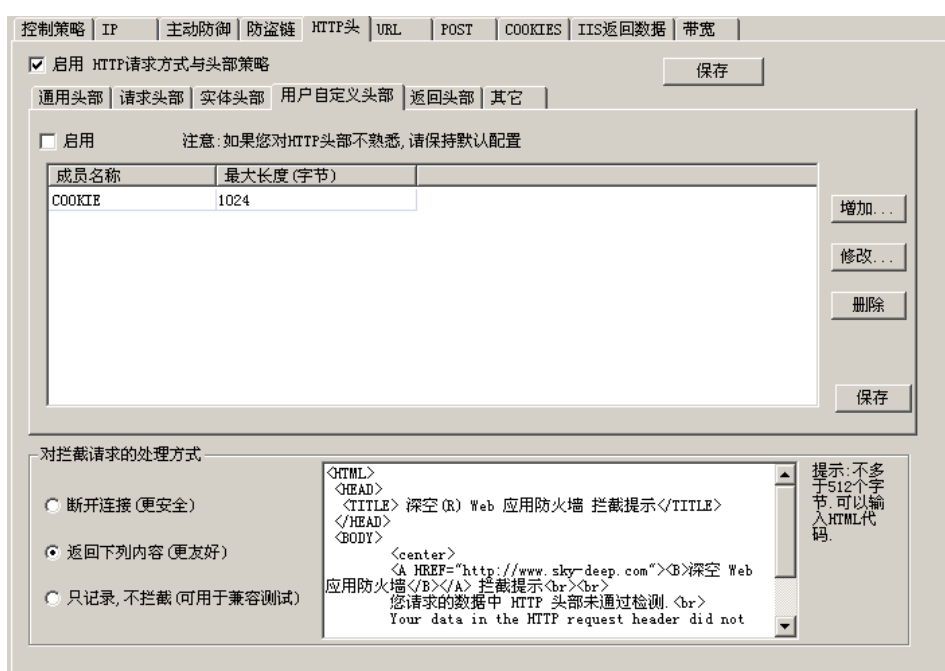 控制策略 IP 主动防御 防盗链 HTTP头 URL POST COOKIES IIS返回数据 带宽
启用 HTTP请求方式与头部策略 保存
通用头部 请求头部 实体头部 用户自定义头部 返回头部 其它
启用 注意:如果您对HTTP头部不熟悉,请保持默认配置
成员名称 最大长度(字节)
COOKIE 1024
增加...
修改...
删除
保存
对拦截请求的处理方式
断开连接(更安全)
返回下列内容(更友好)
只记录,不拦截(可用于兼容测试)
<HTML>
<HEAD>
<TITLE> 深空(R) Web 应用防火墙 拦截提示</TITLE>
</HEAD>
<BODY>
<center>
<A HREF="http://www.sky-deep.com"><B>深空 Web
应用防火墙</B></A> 拦截提示<br><br>
您请求的数据中 HTTP 头部未通过检测.<br>
Your data in the HTTP request header did not
提示:不多
于512个字
节.可以输
入HTML代
码.